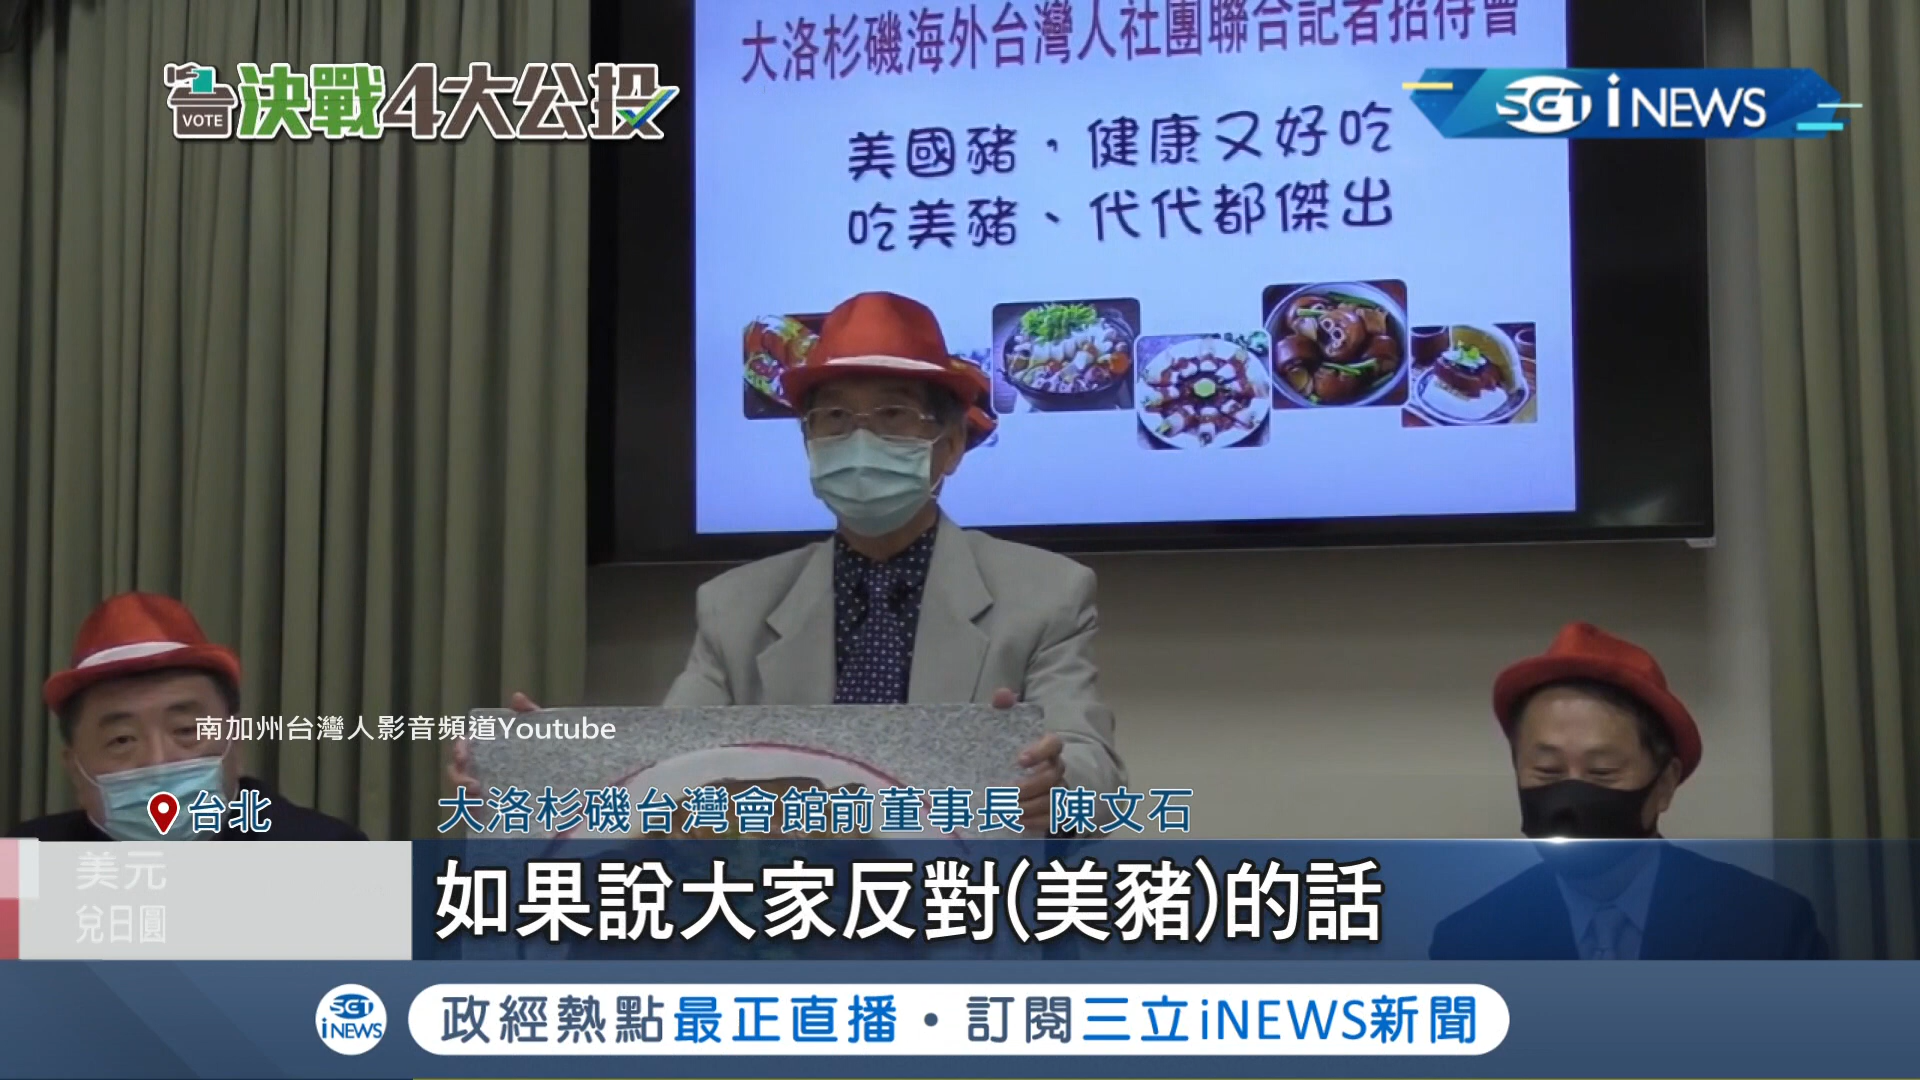 大洛杉磯海外台灣人社團聯合記者招待會
VOTE
決戰4大公投
SET iNEWS
美國豬，健康又好吃
吃美豬、代代都傑出
南加州台灣人影音頻道Youtube
台北
大洛杉磯台灣會館前董事長 陳文石
美元
兌日圓
如果說大家反對(美豬)的話
SET iNEWS
政經熱點最正直播·訂閱三立iNEWS新聞